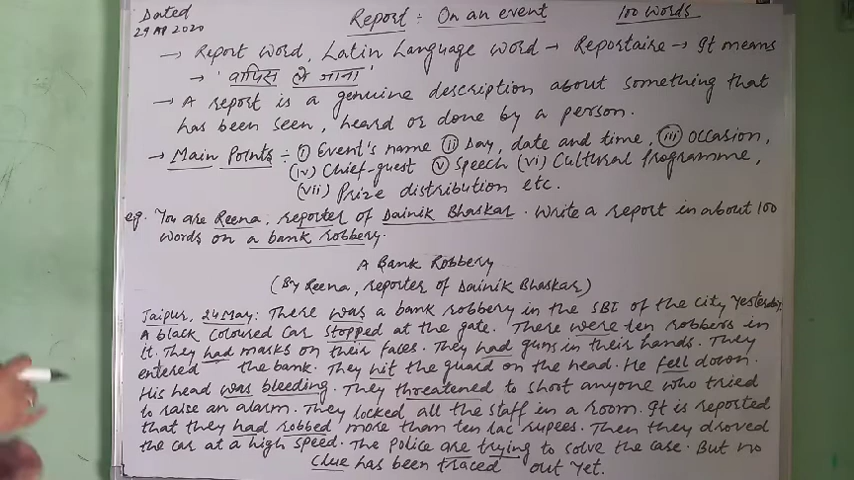 Dated
29 AP 2020
Report ÷ On an event 100 words
→ Report word, Latin Language word → Reportaire → It means
→ 'वापिस ले जाना'
→ A report is a genuine description about something that
has been seen, heard or done by a person.
→ Main Points ÷ (i) Event's name (ii) Day, date and time, (iii) occasion,
(iv) Chief-guest (v) Speech (vi) Cultural Programme,
(vii) Prize distribution etc.
eg. You are Reena, reporter of Dainik Bhaskar. Write a report in about 100
words on a bank robbery.
A Bank Robbery
(By Reena, reporter of Dainik Bhaskar)
Jaipur, 24 May: There was a bank robbery in the SBI of the city yesterday.
A black coloured car stopped at the gate. There were ten robbers in
it. They had masks on their faces. They had guns in their hands. They
entered the bank. They hit the guard on the head. He fell down.
His head was bleeding. They threatened to shoot anyone who tried
to raise an alarm. They locked all the staff in a room. It is reported
that they had robbed more than ten lac rupees. Then they droved
the car at a high speed. The police are trying to solve the case. But no
clue has been traced out yet.